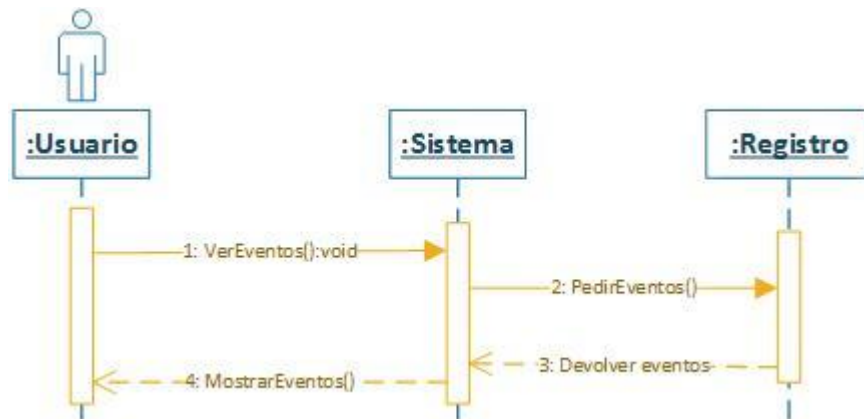 :Usuario
:Sistema
:Registro
1: VerEventos():void
2: PedirEventos()
3: Devolver eventos
4: MostrarEventos()